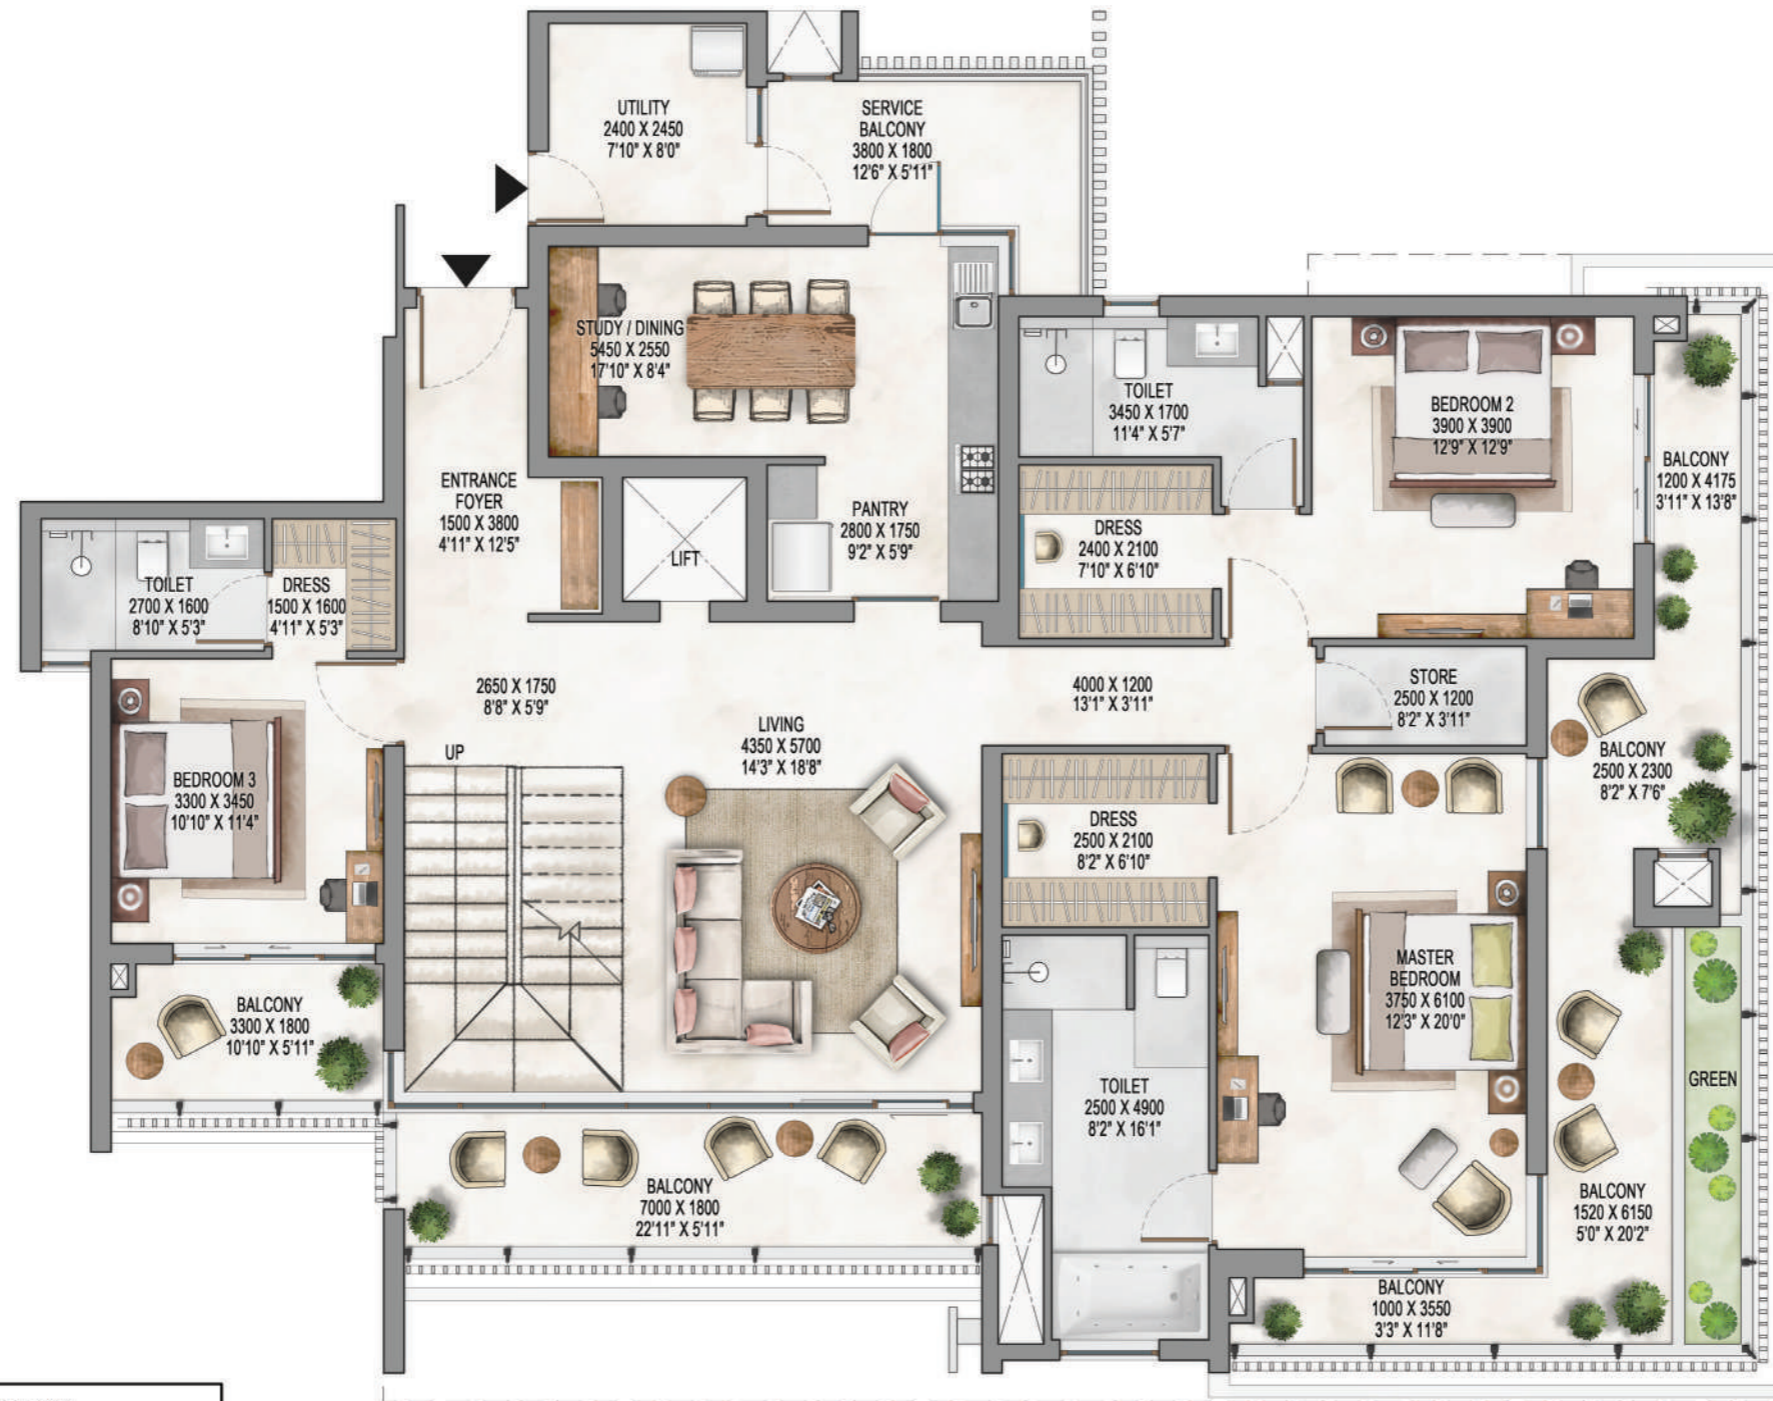 UTILITY
2400 X 2450
7'10" X 8'0"
SERVICE
BALCONY
3800 X 1800
12'6" X 5'11"
STUDY / DINING
5450 X 2550
17'10" X 8'4"
TOILET
3450 X 1700
11'4" X 5'7"
BEDROOM 2
3900 X 3900
12'9" X 12'9"
BALCONY
1200 X 4175
3'11" X 13'8"
ENTRANCE
FOYER
1500 X 3800
4'11" X 12'5"
LIFT
PANTRY
2800 X 1750
9'2" X 5'9"
DRESS
2400 X 2100
7'10" X 6'10"
TOILET
2700 X 1600
8'10" X 5'3"
DRESS
1500 X 1600
4'11" X 5'3"
2650 X 1750
8'8" X 5'9"
4000 X 1200
13'1" X 3'11"
STORE
2500 X 1200
8'2" X 3'11"
LIVING
4350 X 5700
14'3" X 18'8"
UP
BALCONY
2500 X 2300
8'2" X 7'6"
BEDROOM 3
3300 X 3450
10'10" X 11'4"
DRESS
2500 X 2100
8'2" X 6'10"
MASTER
BEDROOM
3750 X 6100
12'3" X 20'0"
BALCONY
3300 X 1800
10'10" X 5'11"
TOILET
2500 X 4900
8'2" X 16'1"
GREEN
BALCONY
7000 X 1800
22'11" X 5'11"
BALCONY
1520 X 6150
5'0" X 20'2"
BALCONY
1000 X 3550
3'3" X 11'8"